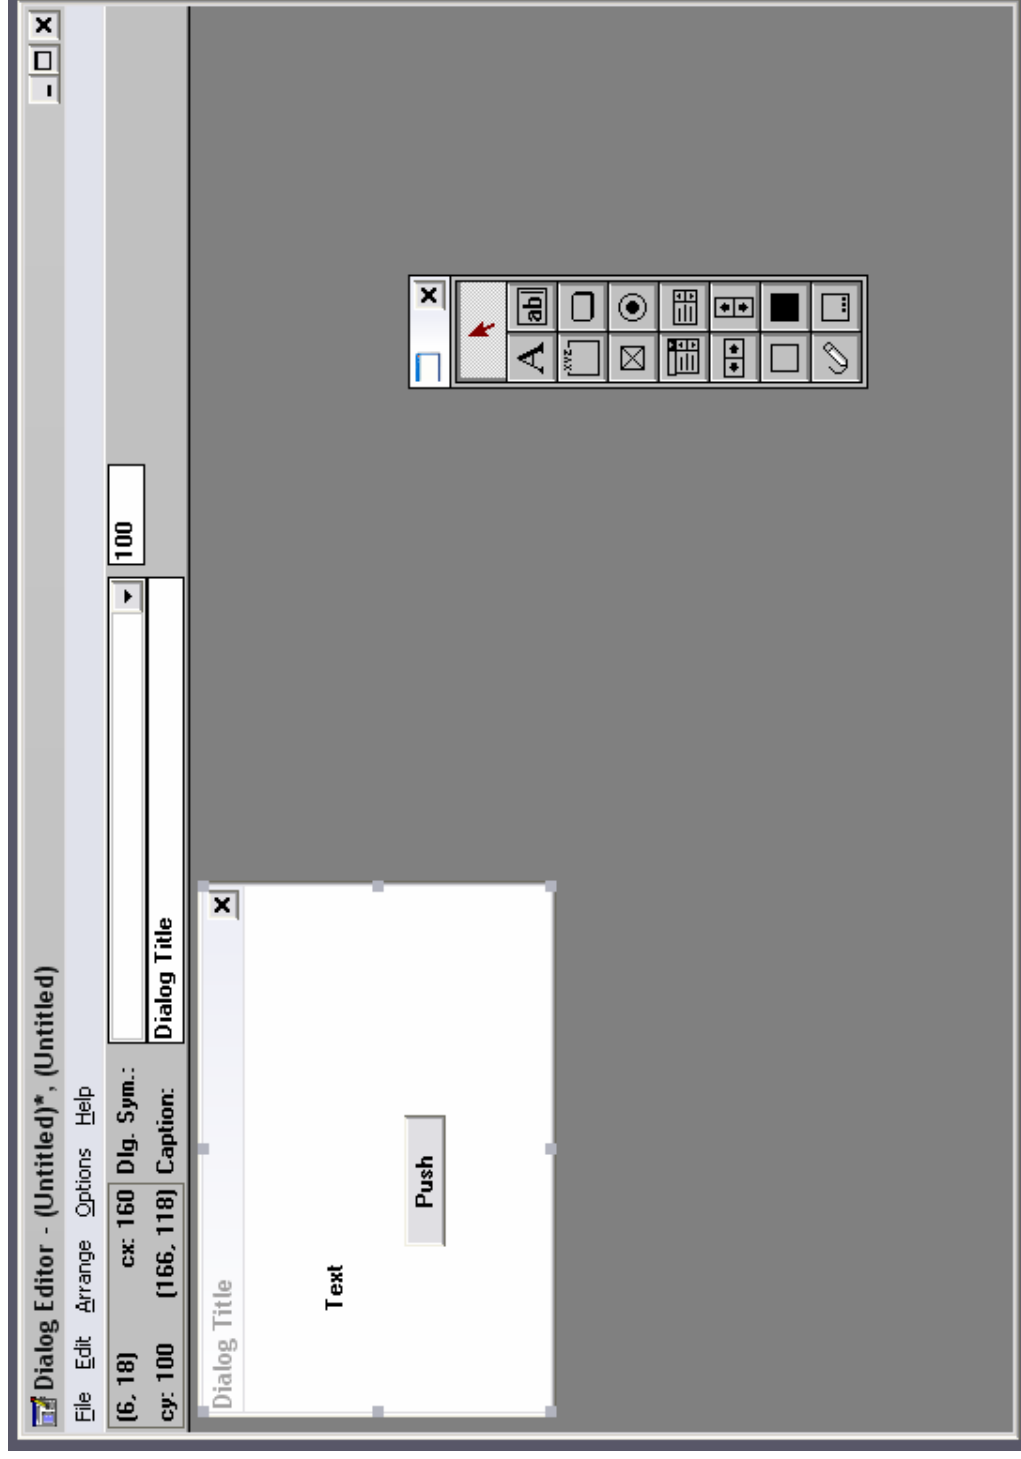 Dialog Editor - (Untitled)*, (Untitled)
File Edit Arrange Options Help
(6, 18) cx: 160 Dlg. Sym.: 100
cy: 100 (166, 118) Caption: Dialog Title
Dialog Title
Text
Push
A ab
XYZ